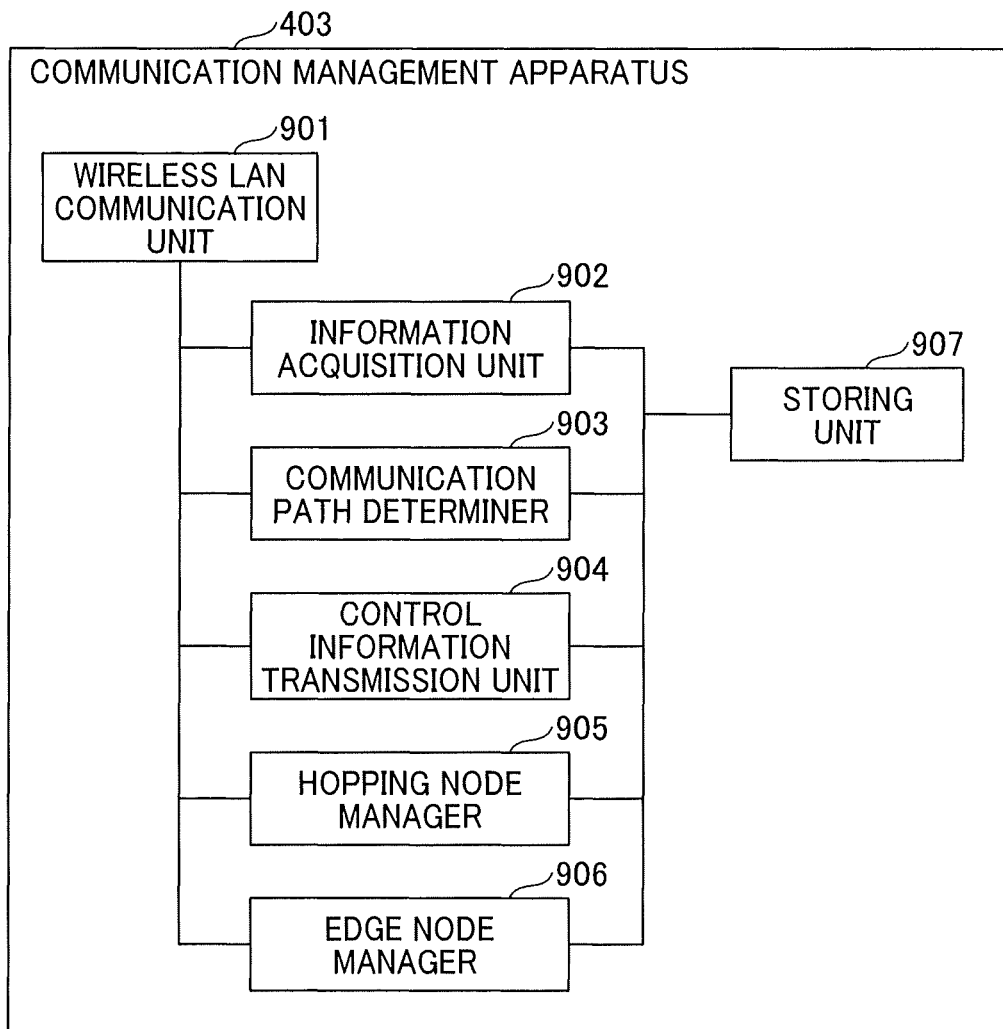 403
COMMUNICATION MANAGEMENT APPARATUS
901
WIRELESS LAN
COMMUNICATION
UNIT
902
INFORMATION
ACQUISITION UNIT
907
STORING
UNIT
903
COMMUNICATION
PATH DETERMINER
904
CONTROL
INFORMATION
TRANSMISSION UNIT
905
HOPPING NODE
MANAGER
906
EDGE NODE
MANAGER